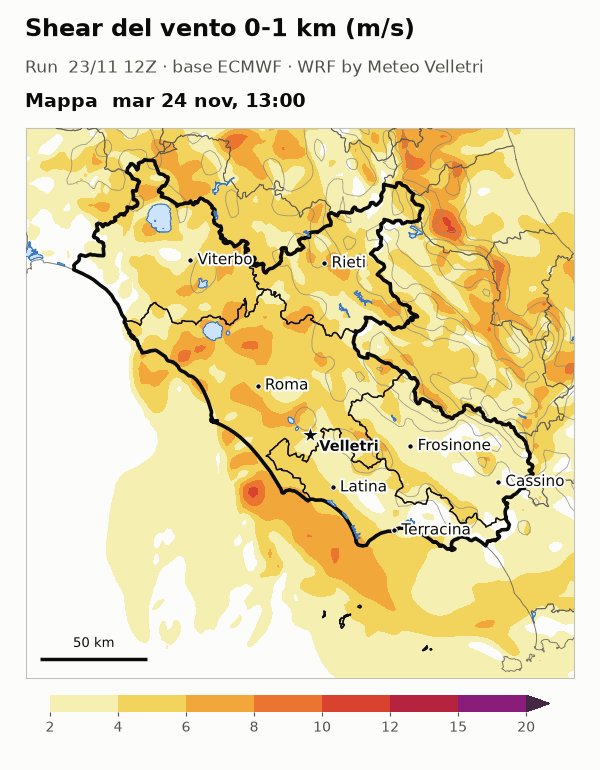 Shear del vento 0-1 km (m/s)
Run  23/11 12Z · base ECMWF · WRF by Meteo Velletri
Mappa  mar 24 nov, 13:00
Viterbo
Rieti
Roma
Velletri
Frosinone
Latina
Cassino
Terracina
50 km
2 4 6 8 10 12 15 20